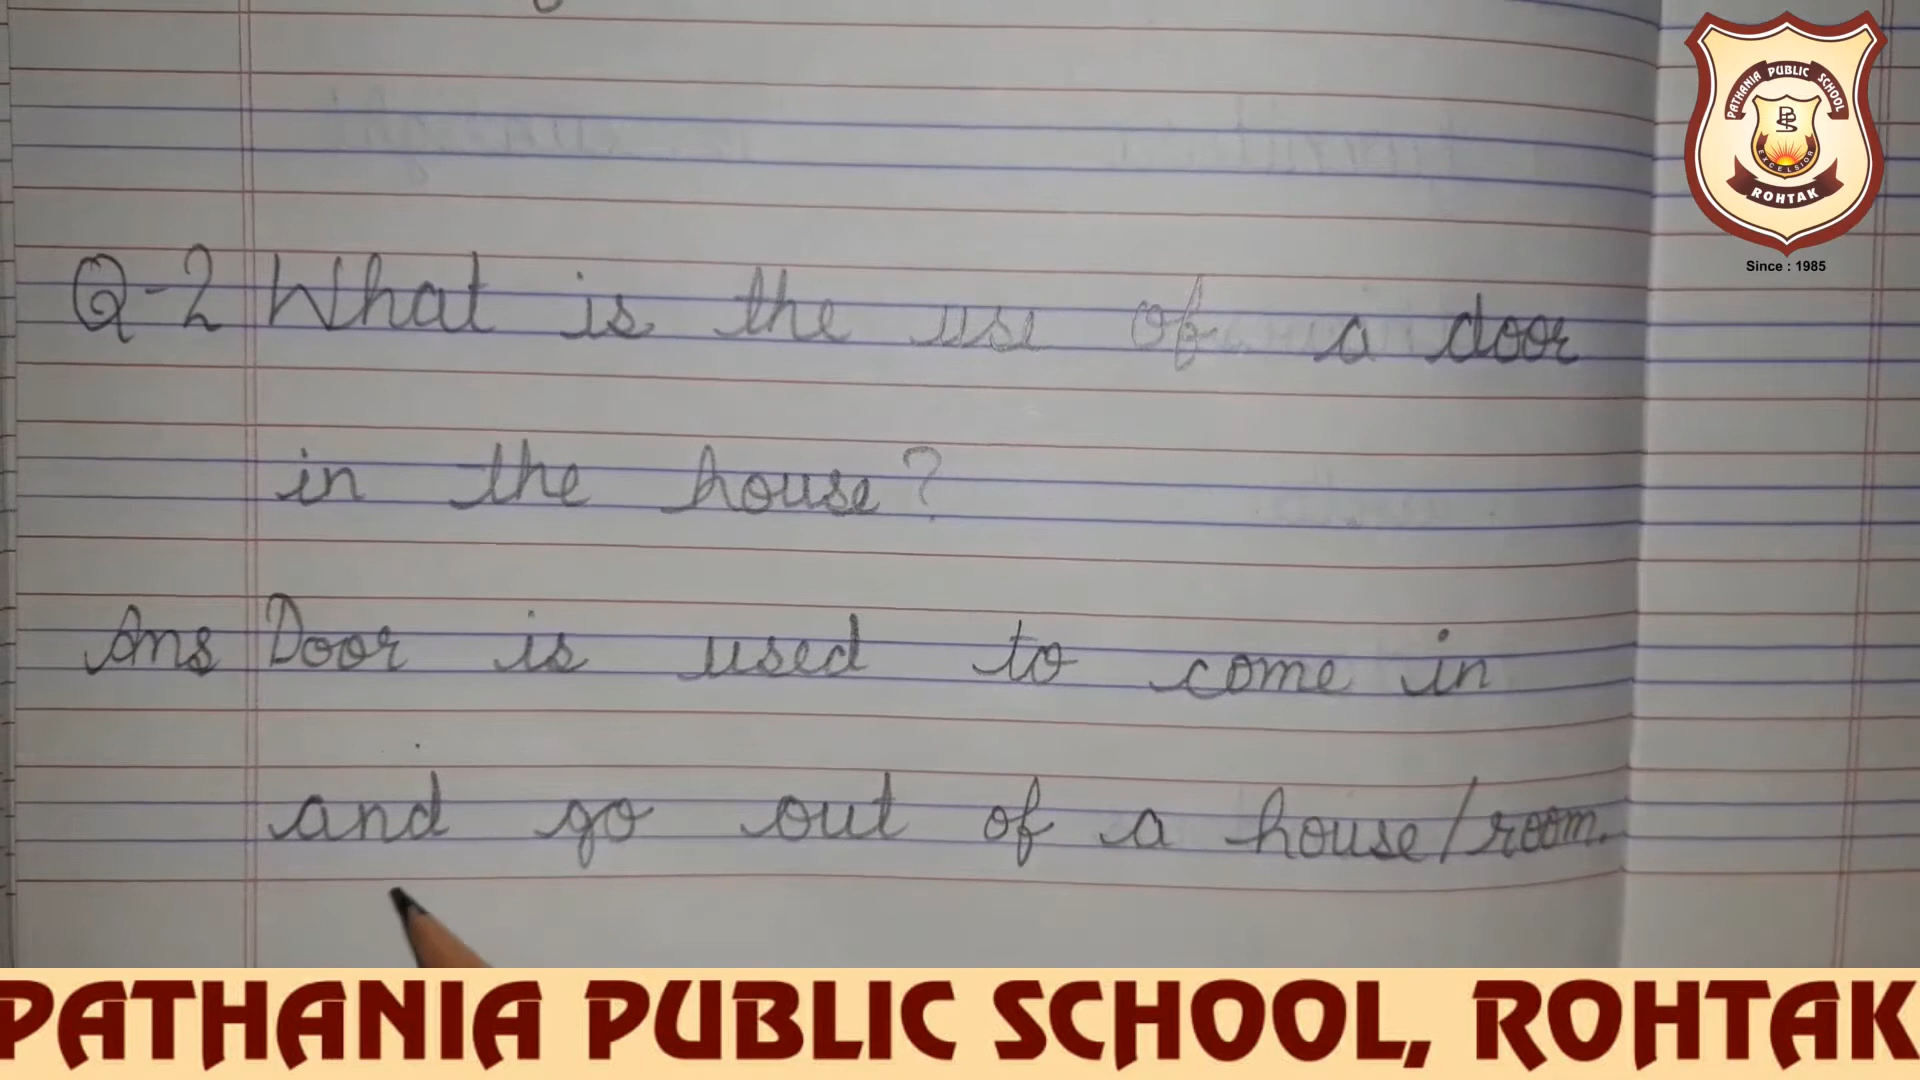 PATHANIA PUBLIC SCHOOL
EXCELSIOR
ROHTAK
Since : 1985
Q-2 What is the use of a door
in the house?
Ans Door is used to come in
and go out of a house/room.
PATHANIA PUBLIC SCHOOL, ROHTAK